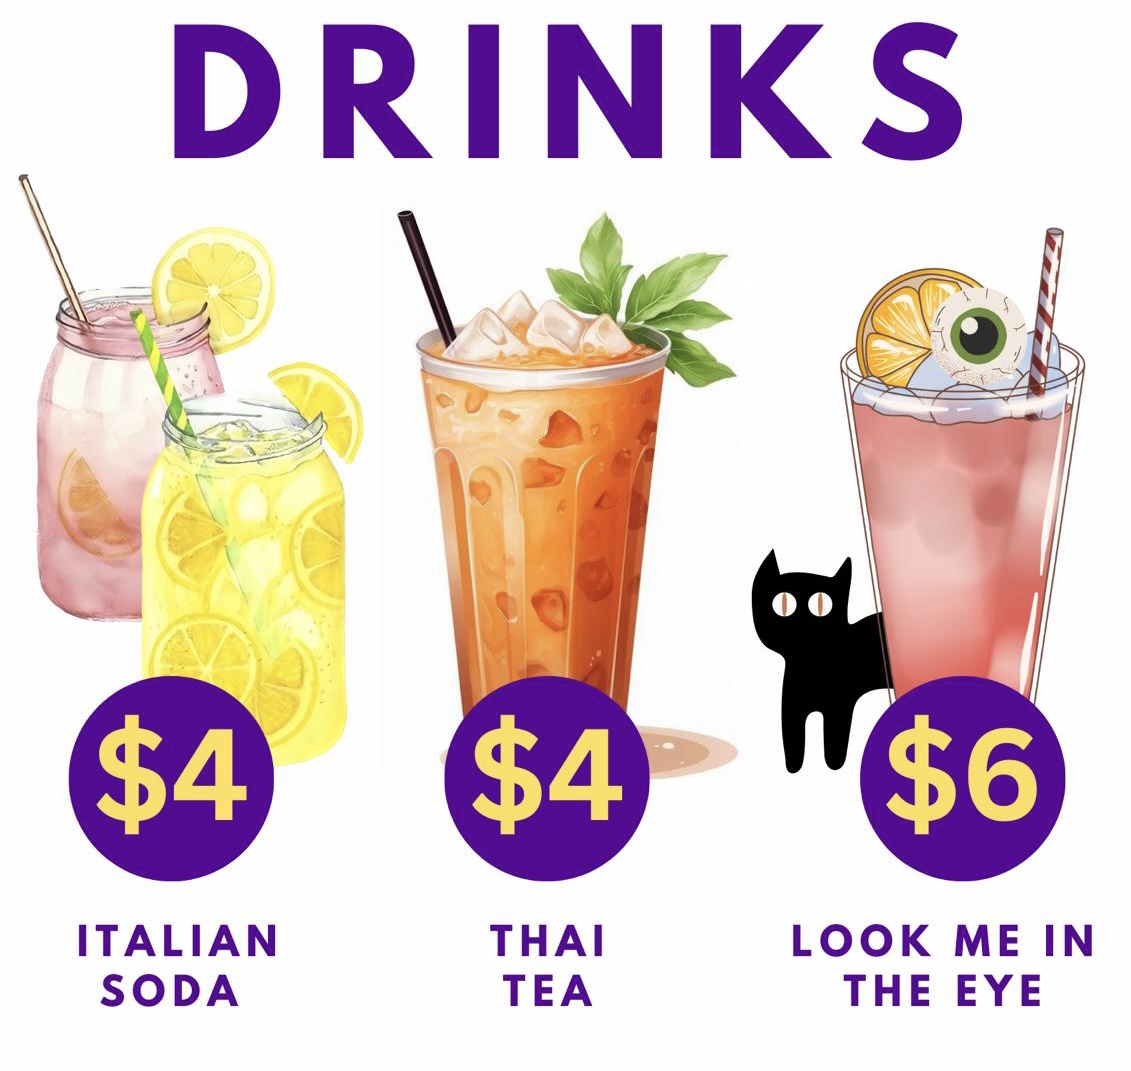 DRINKS
$4
$4
$6
ITALIAN
SODA
THAI
TEA
LOOK ME IN
THE EYE